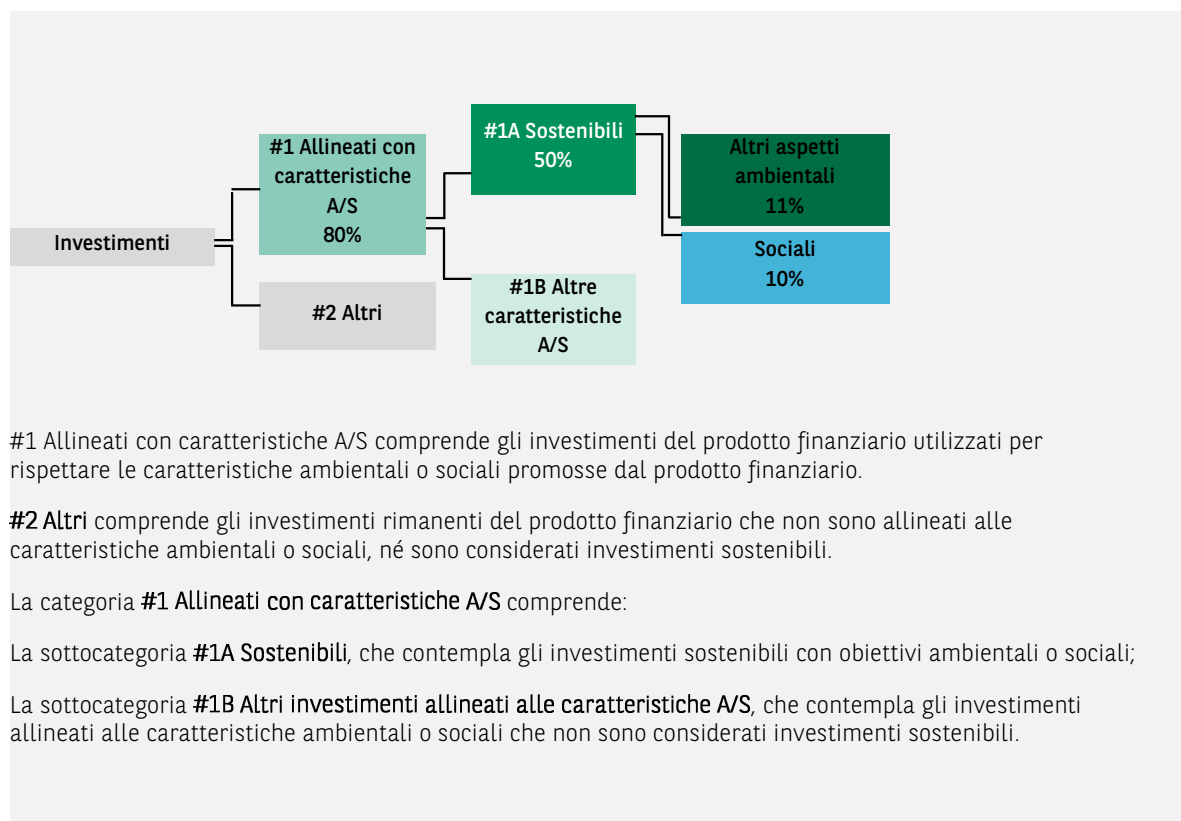 #1A Sostenibili
50%
#1 Allineati con
caratteristiche
A/S
80%
Altri aspetti
ambientali
11%
Investimenti
Sociali
10%
#2 Altri
#1B Altre
caratteristiche
A/S
#1 Allineati con caratteristiche A/S comprende gli investimenti del prodotto finanziario utilizzati per
rispettare le caratteristiche ambientali o sociali promosse dal prodotto finanziario.
#2 Altri comprende gli investimenti rimanenti del prodotto finanziario che non sono allineati alle
caratteristiche ambientali o sociali, né sono considerati investimenti sostenibili.
La categoria #1 Allineati con caratteristiche A/S comprende:
La sottocategoria #1A Sostenibili, che contempla gli investimenti sostenibili con obiettivi ambientali o sociali;
La sottocategoria #1B Altri investimenti allineati alle caratteristiche A/S, che contempla gli investimenti
allineati alle caratteristiche ambientali o sociali che non sono considerati investimenti sostenibili.